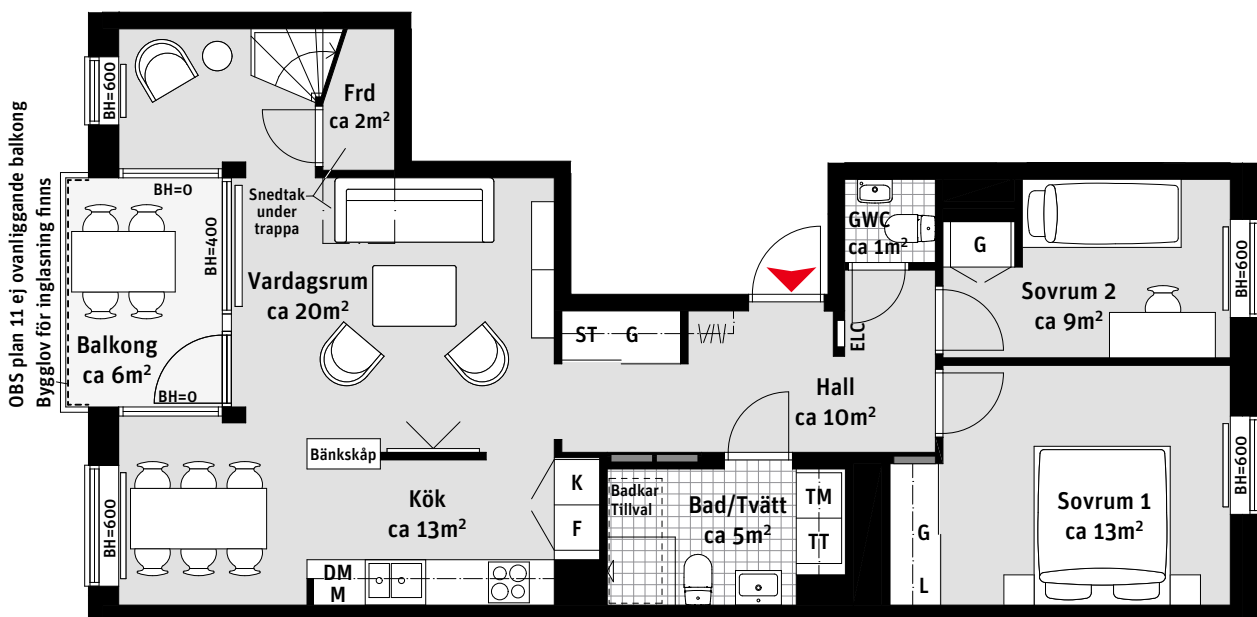 OBS plan 11 ej ovanliggande balkong
Bygglov för inglasning finns
BH=600
Frd
ca 2m²
BH=0
Snedtak
under
trappa
BH=400
Vardagsrum
ca 20m²
Balkong
ca 6m²
BH=0
ST G
GWC
ca 1m²
G
ELC
Sovrum 2
ca 9m²
BH=600
Hall
ca 10m²
Bänkskåp
BH=600
Kök
ca 13m²
K
F
DM
M
Badkar
Tillval
Bad/Tvätt
ca 5m²
TM
TT
G
L
Sovrum 1
ca 13m²
BH=600